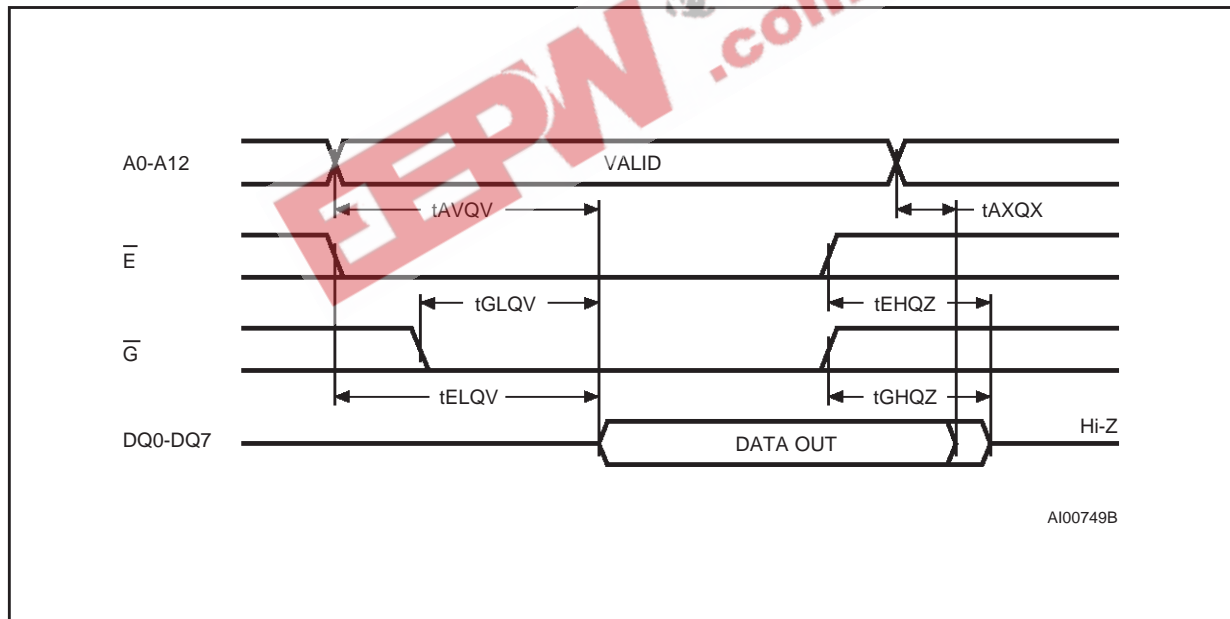 EEPW .com
A0-A12 VALID
tAVQV tAXQX
E̅
tGLQV tEHQZ
G̅
tELQV tGHQZ
DQ0-DQ7 DATA OUT Hi-Z
AI00749B